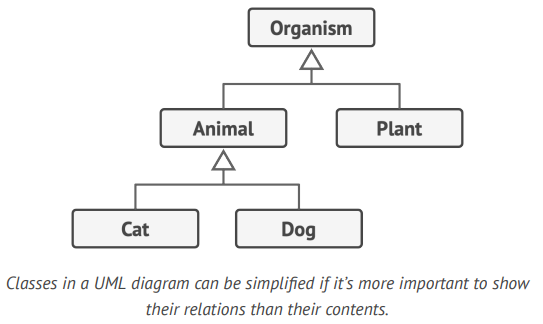 Organism
Animal
Plant
Cat
Dog
Classes in a UML diagram can be simplified if it’s more important to show
their relations than their contents.